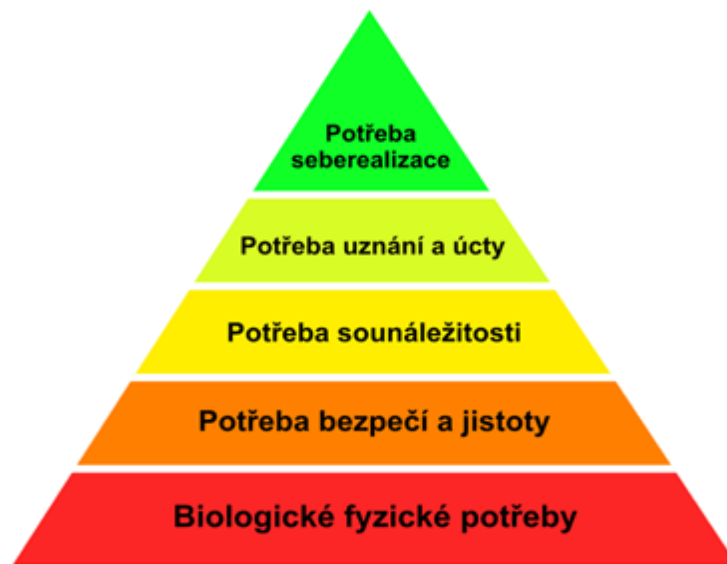 Potřeba
seberealizace
Potřeba uznání a úcty
Potřeba sounáležitosti
Potřeba bezpečí a jistoty
Biologické fyzické potřeby